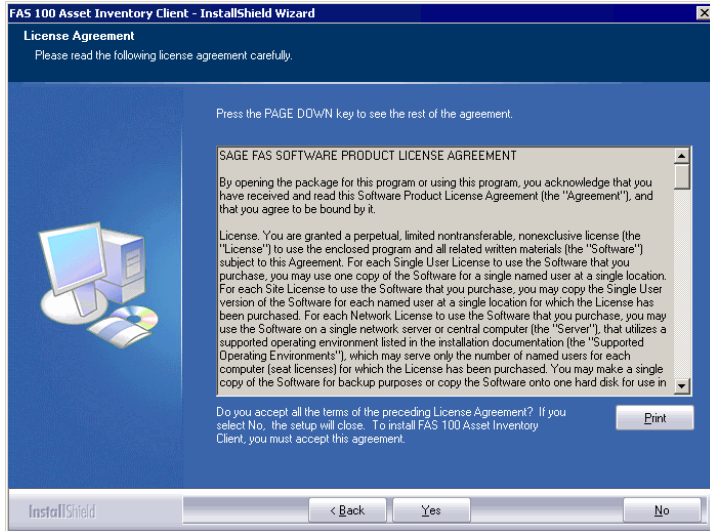 FAS 100 Asset Inventory Client - InstallShield Wizard
License Agreement
Please read the following license agreement carefully.
Press the PAGE DOWN key to see the rest of the agreement.
SAGE FAS SOFTWARE PRODUCT LICENSE AGREEMENT
By opening the package for this program or using this program, you acknowledge that you
have received and read this Software Product License Agreement (the "Agreement"), and
that you agree to be bound by it.
License. You are granted a perpetual, limited nontransferable, nonexclusive license (the
"License") to use the enclosed program and all related written materials (the "Software")
subject to this Agreement. For each Single User License to use the Software that you
purchase, you may use one copy of the Software for a single named user at a single location.
For each Site License to use the Software that you purchase, you may copy the Single User
version of the Software for each named user at a single location for which the License has
been purchased. For each Network License to use the Software that you purchase, you may
use the Software on a single network server or central computer (the "Server"), that utilizes a
supported operating environment listed in the installation documentation (the "Supported
Operating Environments"), which may serve only the number of named users for each
computer (seat licenses) for which the License has been purchased. You may make a single
copy of the Software for backup purposes or copy the Software onto one hard disk for use in
Do you accept all the terms of the preceding License Agreement? If you
select No, the setup will close. To install FAS 100 Asset Inventory
Client, you must accept this agreement.
Print
InstallShield
< Back
Yes
No